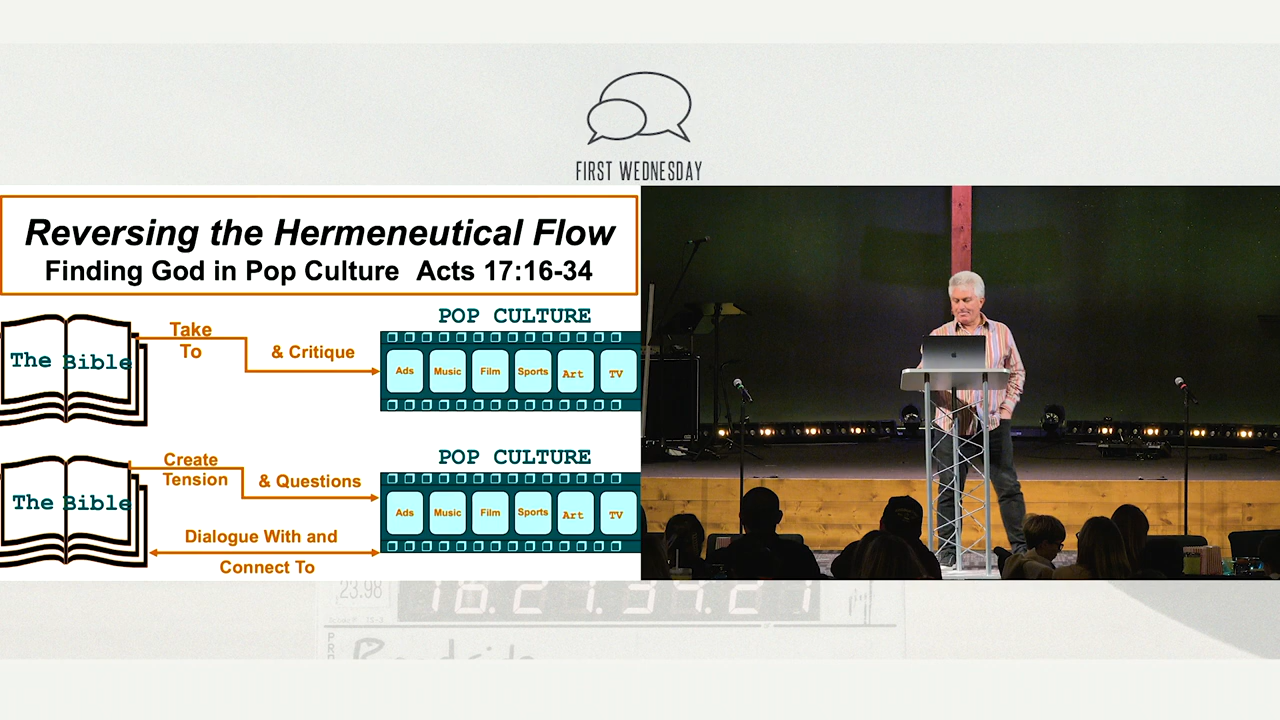 FIRST WEDNESDAY
Reversing the Hermeneutical Flow
Finding God in Pop Culture Acts 17:16-34
The Bible
Take
To
& Critique
POP CULTURE
Ads
Music
Film
Sports
Art
TV
The Bible
Create
Tension
& Questions
Dialogue With and
Connect To
POP CULTURE
Ads
Music
Film
Sports
Art
TV
23.98